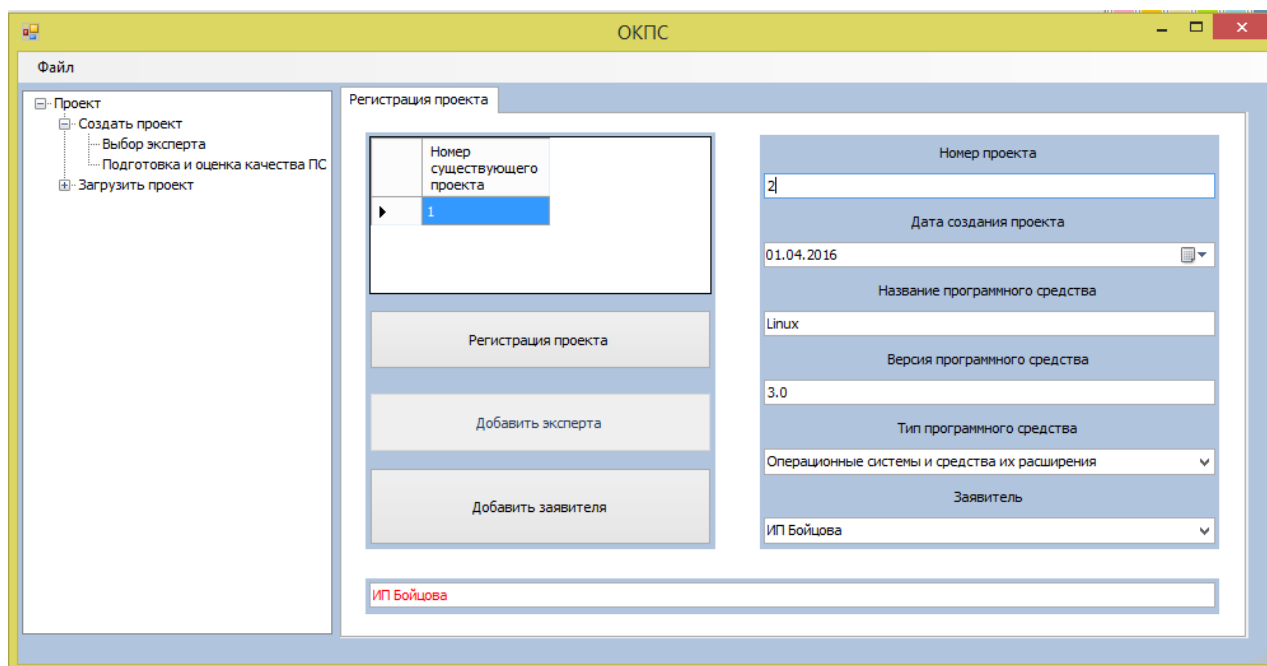 ОКПС
Файл
Проект
Создать проект
Выбор эксперта
Подготовка и оценка качества ПС
Загрузить проект
Регистрация проекта
Номер
существующего
проекта
1
Регистрация проекта
Добавить эксперта
Добавить заявителя
Номер проекта
2
Дата создания проекта
01.04.2016
Название программного средства
Linux
Версия программного средства
3.0
Тип программного средства
Операционные системы и средства их расширения
Заявитель
ИП Бойцова
ИП Бойцова